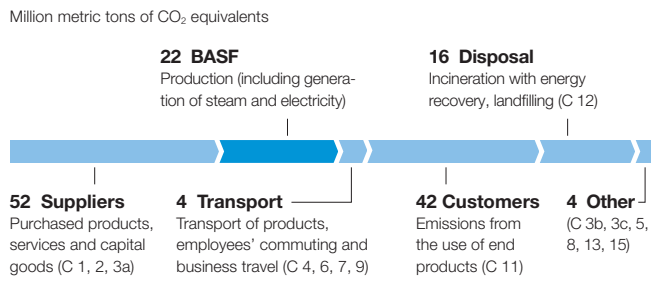 Million metric tons of CO₂ equivalents
22 BASF
Production (including genera-
tion of steam and electricity)
16 Disposal
Incineration with energy
recovery, landfilling (C 12)
52 Suppliers
Purchased products,
services and capital
goods (C 1, 2, 3a)
4 Transport
Transport of products,
employees’ commuting and
business travel (C 4, 6, 7, 9)
42 Customers
Emissions from
the use of end
products (C 11)
4 Other
(C 3b, 3c, 5,
8, 13, 15)